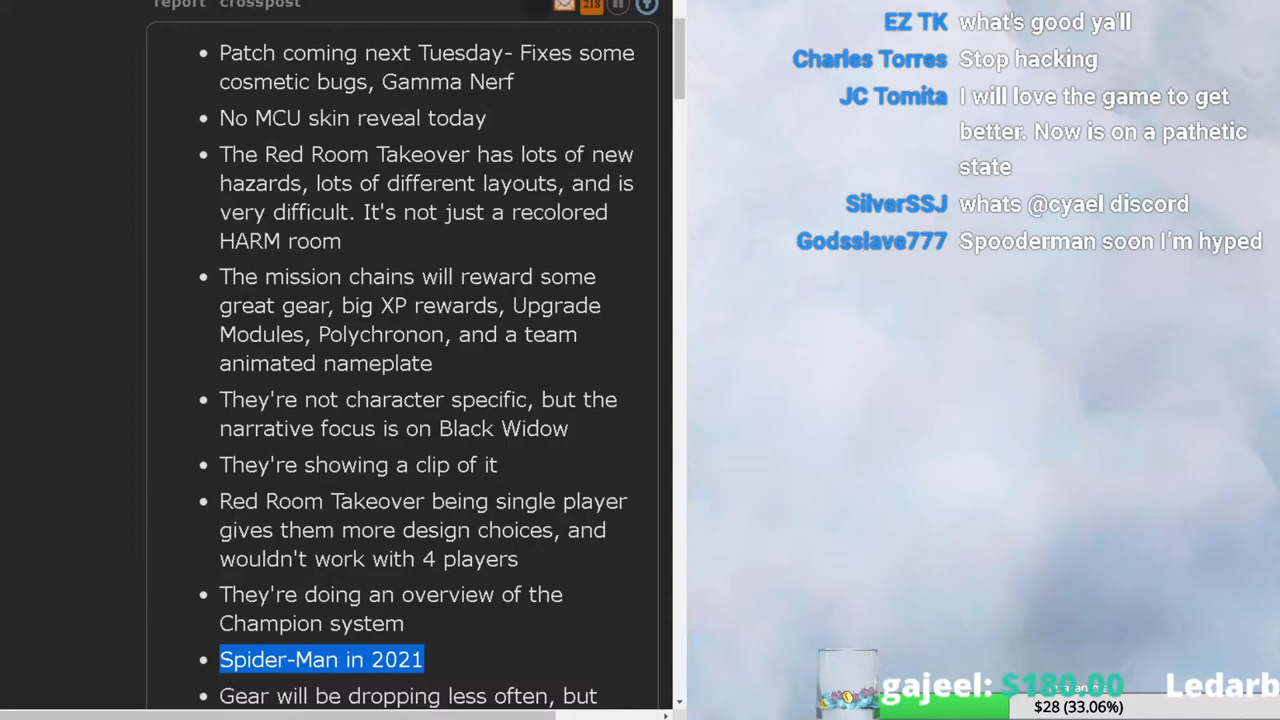 report crosspost
218
Patch coming next Tuesday- Fixes some
cosmetic bugs, Gamma Nerf
No MCU skin reveal today
The Red Room Takeover has lots of new
hazards, lots of different layouts, and is
very difficult. It's not just a recolored
HARM room
The mission chains will reward some
great gear, big XP rewards, Upgrade
Modules, Polychronon, and a team
animated nameplate
They're not character specific, but the
narrative focus is on Black Widow
They're showing a clip of it
Red Room Takeover being single player
gives them more design choices, and
wouldn't work with 4 players
They're doing an overview of the
Champion system
Spider-Man in 2021
Gear will be dropping less often, but
EZ TK what's good ya'll
Charles Torres Stop hacking
JC Tomita I will love the game to get
better. Now is on a pathetic
state
SilverSSJ whats @cyael discord
Godsslave777 Spooderman soon I’m hyped
gajeel: $180.00 Ledarb
$28 (33.06%)